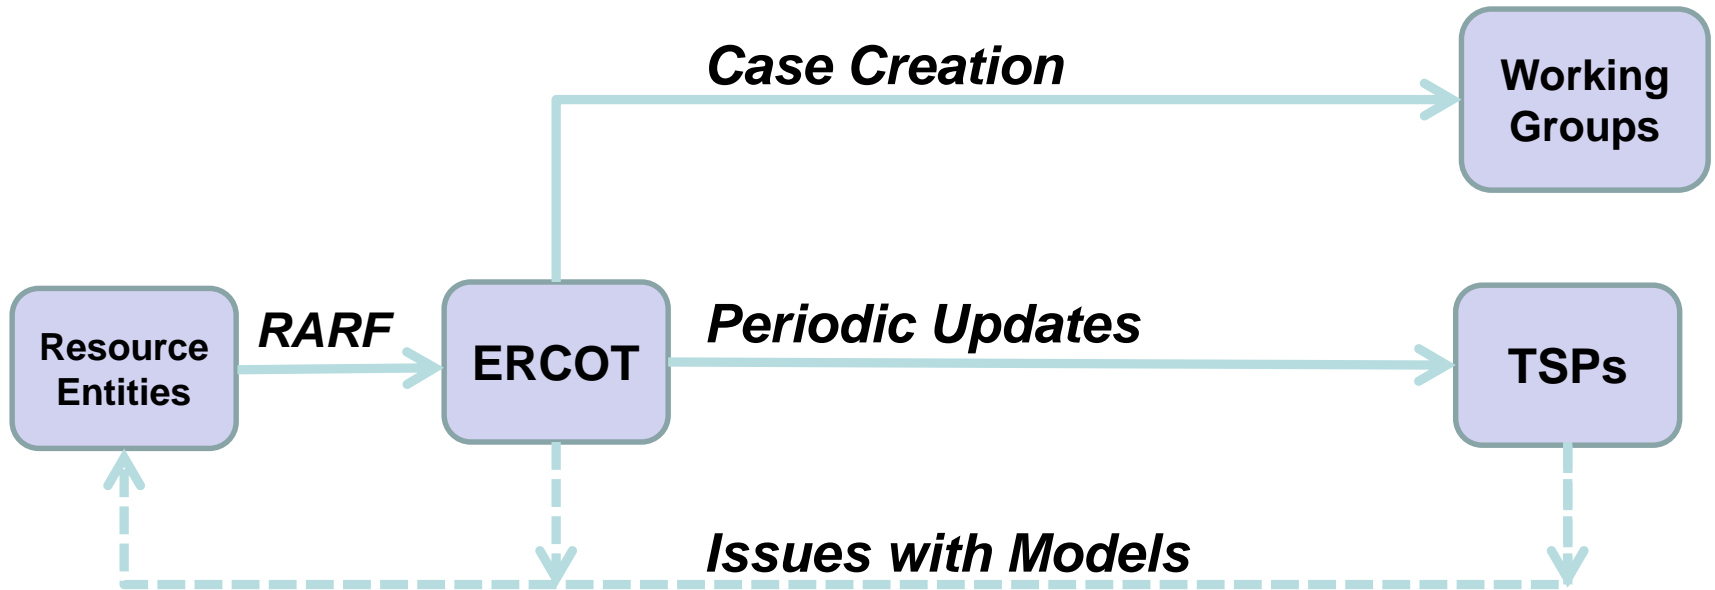 Case Creation
Working
Groups
Resource
Entities
RARF
ERCOT
Periodic Updates
TSPs
Issues with Models